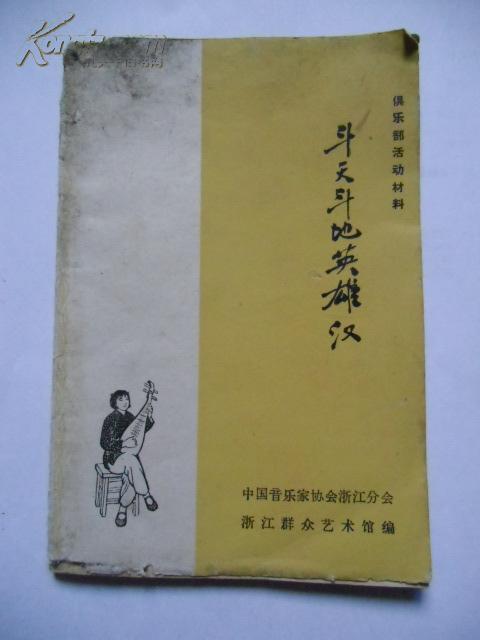 俱乐部活动材料
斗天斗地英雄汉
中国音乐家协会浙江分会
浙江群众艺术馆编